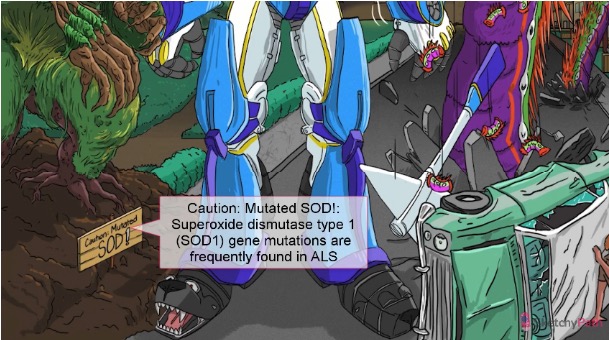 Caution: Mutated
SOD!
Caution: Mutated SOD!:
Superoxide dismutase type 1
(SOD1) gene mutations are
frequently found in ALS